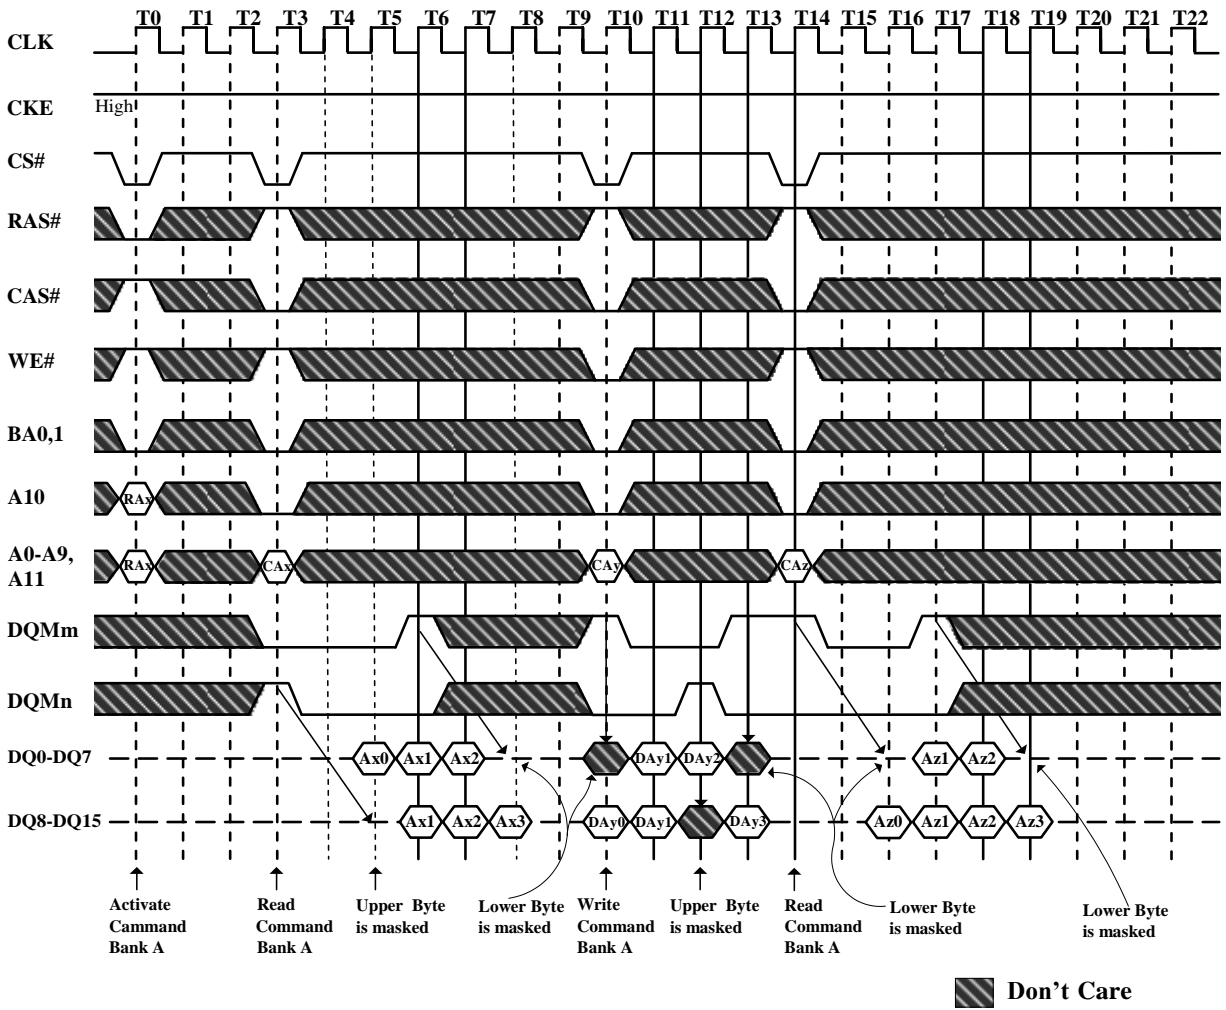 T0 T1 T2 T3 T4 T5 T6 T7 T8 T9 T10 T11 T12 T13 T14 T15 T16 T17 T18 T19 T20 T21 T22
CLK
CKE High
CS#
RAS#
CAS#
WE#
BA0,1
A10 RAx
A0-A9,
A11 RAx CAx CAy CAz
DQMm
DQMn
DQ0-DQ7 Ax0 Ax1 Ax2 DAy1 DAy2 Az1 Az2
DQ8-DQ15 Ax1 Ax2 Ax3 DAy0 DAy1 DAy3 Az0 Az1 Az2 Az3
Activate
Cammand
Bank A
Read
Command
Bank A
Upper Byte
is masked
Lower Byte
is masked
Write
Command
Bank A
Upper Byte
is masked
Read
Command
Bank A
Lower Byte
is masked
Lower Byte
is masked
Don't Care